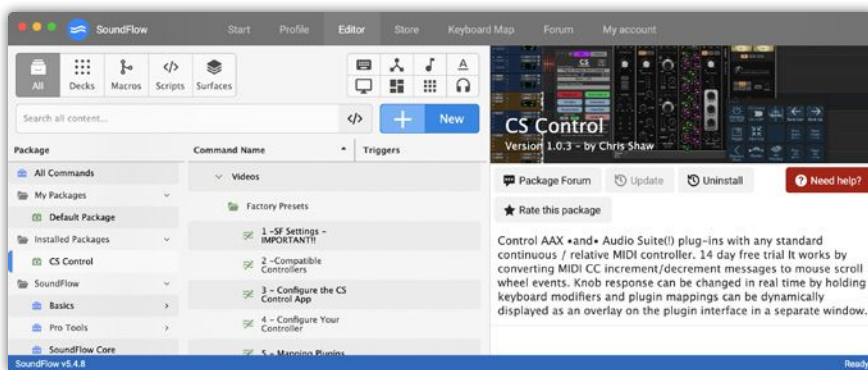 SoundFlow
Start Profile Editor Store Keyboard Map Forum My account
All Decks Macros Scripts Surfaces
Search all content...
New
Package
Command Name
Triggers
All Commands
My Packages
Default Package
Installed Packages
CS Control
SoundFlow
Basics
Pro Tools
SoundFlow Core
Videos
Factory Presets
1 -SF Settings -
IMPORTANT!!
2 -Compatible
Controllers
3 - Configure the CS
Control App
4 - Configure Your
Controller
5 - Mapping Plugins
CS Control
Version 1.0.3 - by Chris Shaw
Package Forum Update Uninstall Need help?
Rate this package
Control AAX •and• Audio Suite(!) plug-ins with any standard
continuous / relative MIDI controller. 14 day free trial It works by
converting MIDI CC increment/decrement messages to mouse scroll
wheel events. Knob response can be changed in real time by holding
keyboard modifiers and plugin mappings can be dynamically
displayed as an overlay on the plugin interface in a separate window.
SoundFlow v5.4.8
Ready